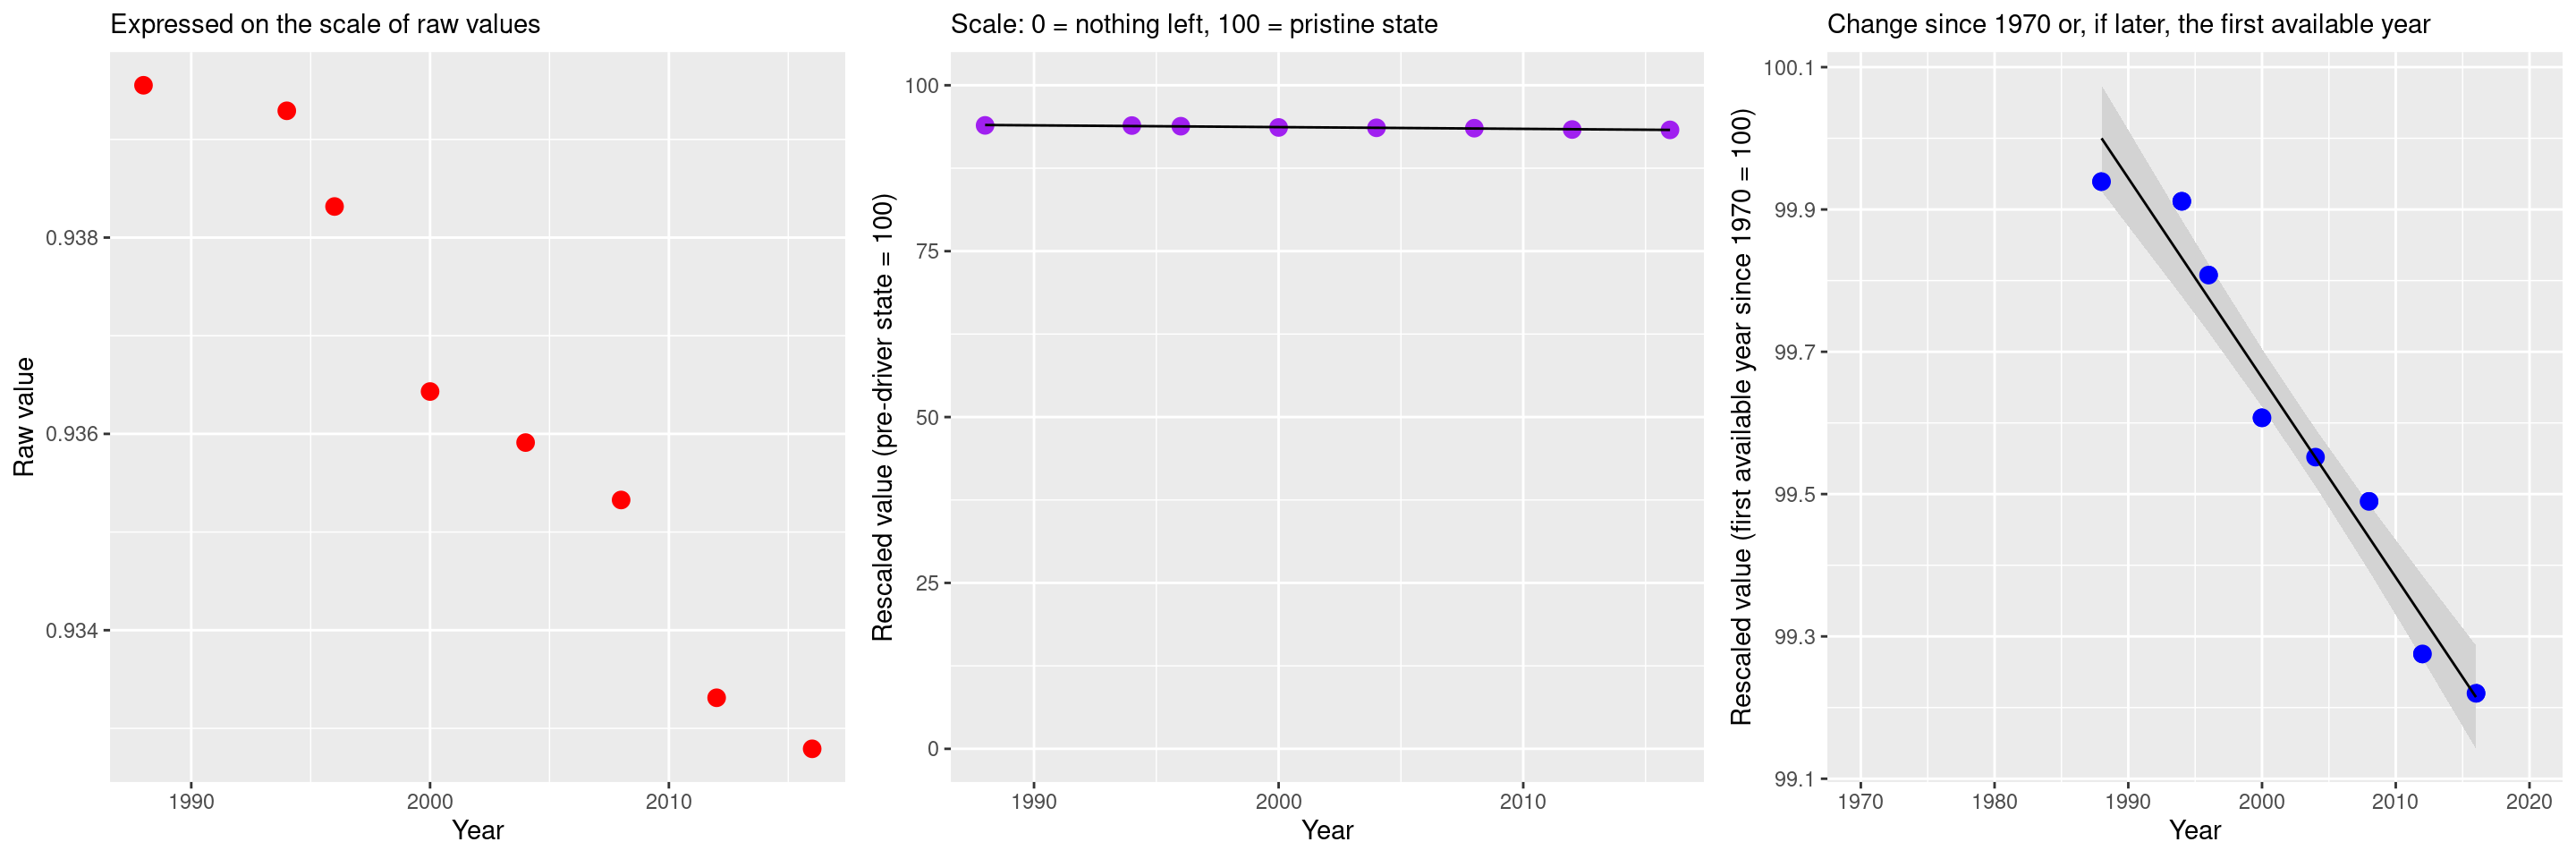 Expressed on the scale of raw values
Raw value
0.938
0.936
0.934
1990 2000 2010
Year
Scale: 0 = nothing left, 100 = pristine state
Rescaled value (pre-driver state = 100)
100
75
50
25
0
1990 2000 2010
Year
Change since 1970 or, if later, the first available year
Rescaled value (first available year since 1970 = 100)
100.1
99.9
99.7
99.5
99.3
99.1
1970 1980 1990 2000 2010 2020
Year